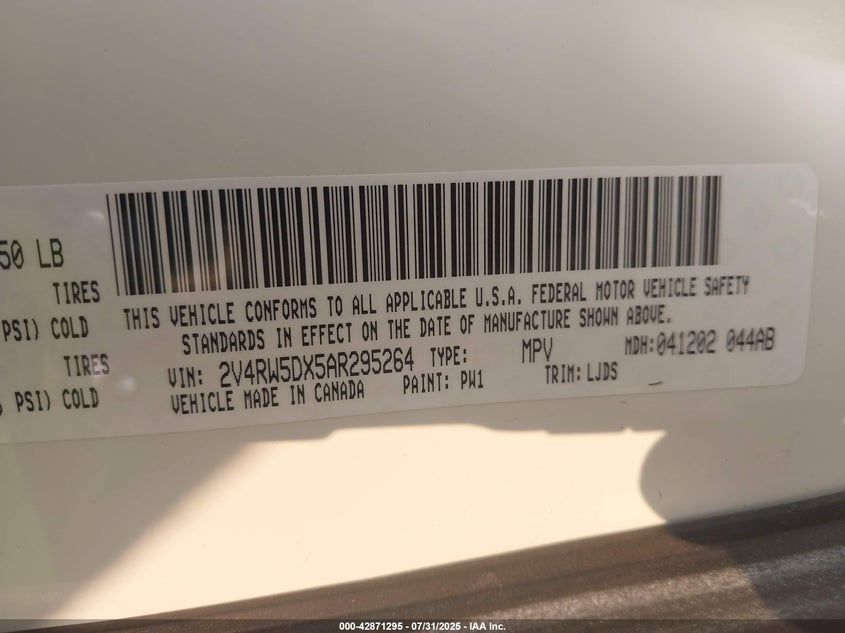 50 LB
TIRES
PSI) COLD
TIRES
PSI) COLD
THIS VEHICLE CONFORMS TO ALL APPLICABLE U.S.A. FEDERAL MOTOR VEHICLE SAFETY
STANDARDS IN EFFECT ON THE DATE OF MANUFACTURE SHOWN ABOVE.
VIN: 2V4RW5DX5AR295264 TYPE: MPV MDH:041202 044AB
VEHICLE MADE IN CANADA PAINT: PW1 TRIM: LJDS
000-42871295 - 07/31/2025 - IAA Inc.